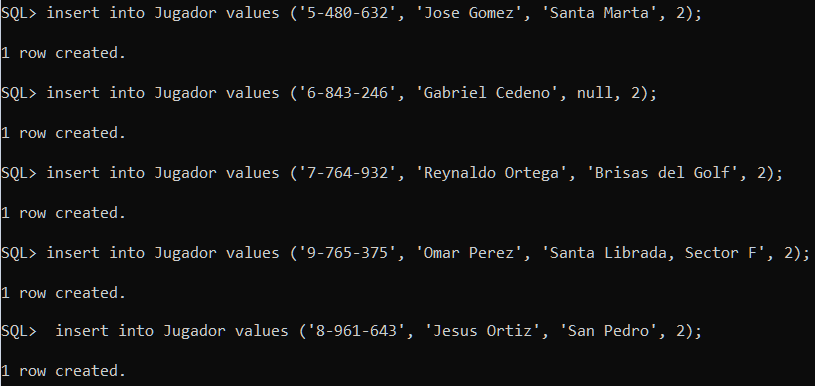 SQL> insert into Jugador values ('5-480-632', 'Jose Gomez', 'Santa Marta', 2);
1 row created.
SQL> insert into Jugador values ('6-843-246', 'Gabriel Cedeno', null, 2);
1 row created.
SQL> insert into Jugador values ('7-764-932', 'Reynaldo Ortega', 'Brisas del Golf', 2);
1 row created.
SQL> insert into Jugador values ('9-765-375', 'Omar Perez', 'Santa Librada, Sector F', 2);
1 row created.
SQL>  insert into Jugador values ('8-961-643', 'Jesus Ortiz', 'San Pedro', 2);
1 row created.